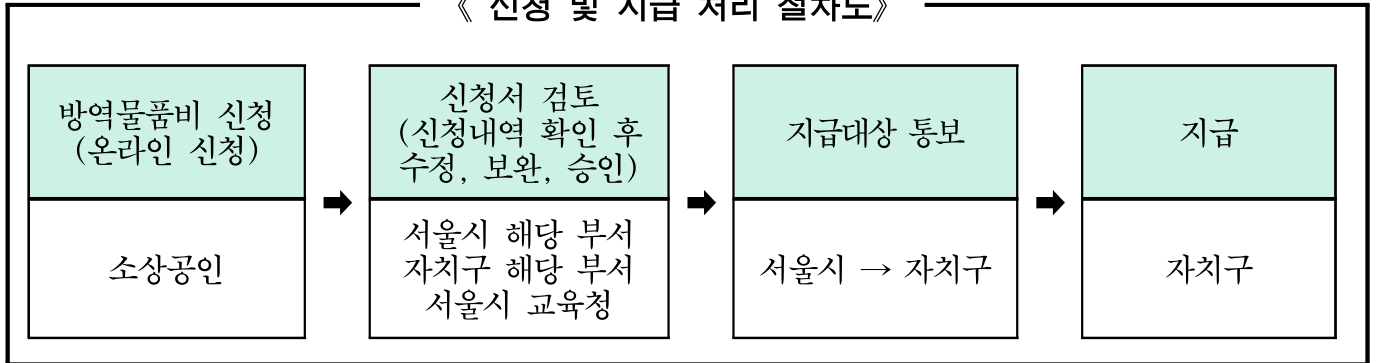 《 신청 및 지급 처리 절차도》
방역물품비 신청
(온라인 신청)
소상공인
➡
신청서 검토
(신청내역 확인 후
수정, 보완, 승인)
서울시 해당 부서
자치구 해당 부서
서울시 교육청
➡
지급대상 통보
서울시 → 자치구
➡
지급
자치구